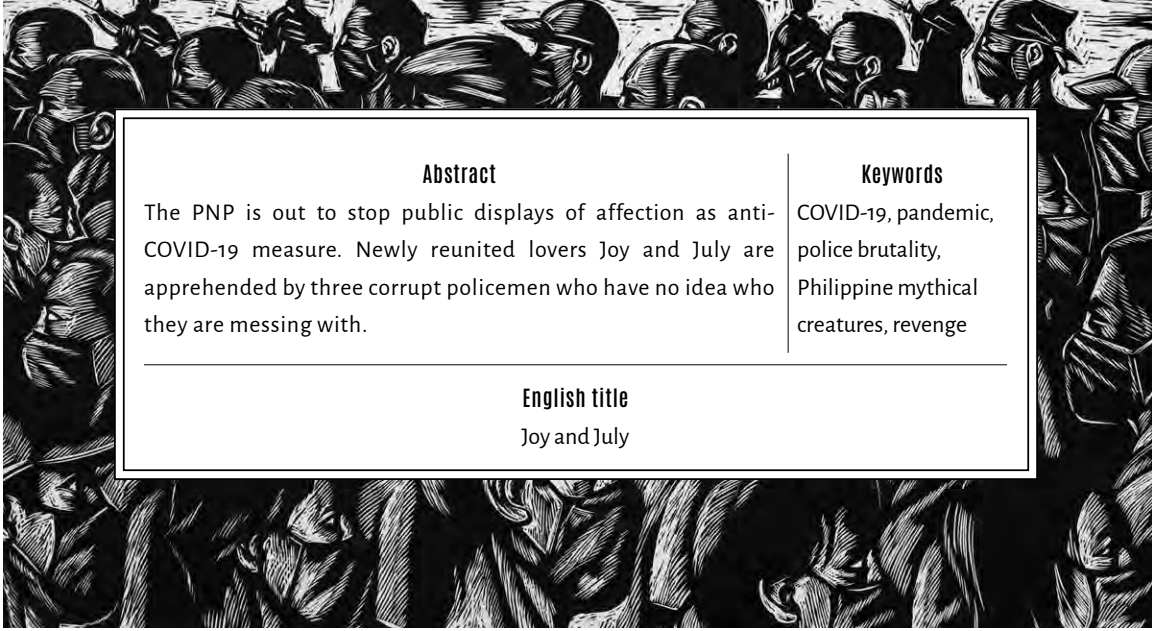 Abstract
The PNP is out to stop public displays of affection as anti-
COVID-19 measure. Newly reunited lovers Joy and July are
apprehended by three corrupt policemen who have no idea who
they are messing with.
Keywords
COVID-19, pandemic,
police brutality,
Philippine mythical
creatures, revenge
English title
Joy and July